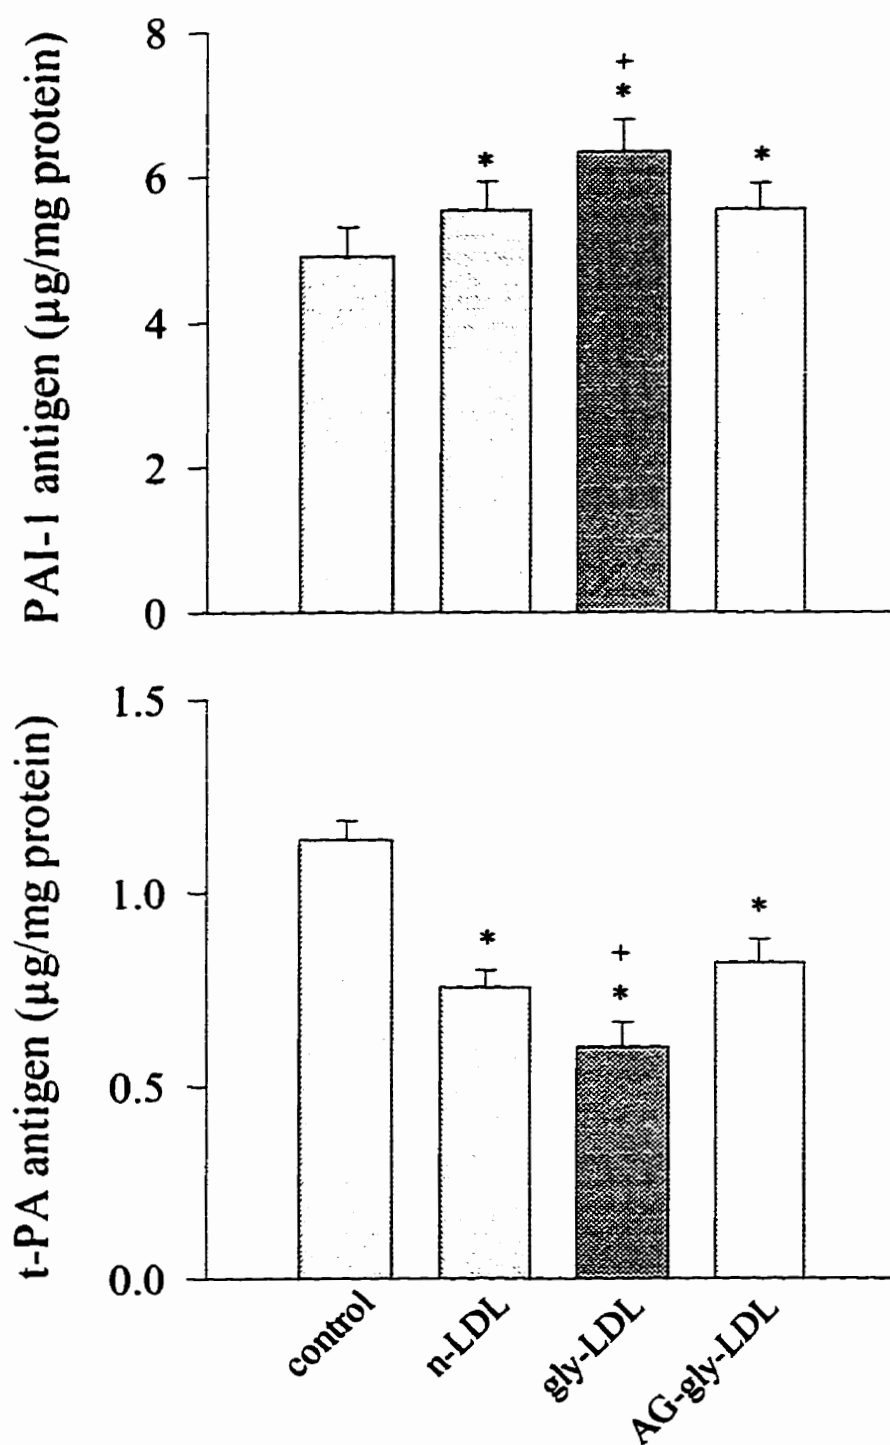 PAI-1 antigen (µg/mg protein)
8
6
4
2
0
*
+
*
*
t-PA antigen (µg/mg protein)
1.5
1.0
0.5
0.0
*
+
*
*
control
n-LDL
gly-LDL
AG-gly-LDL